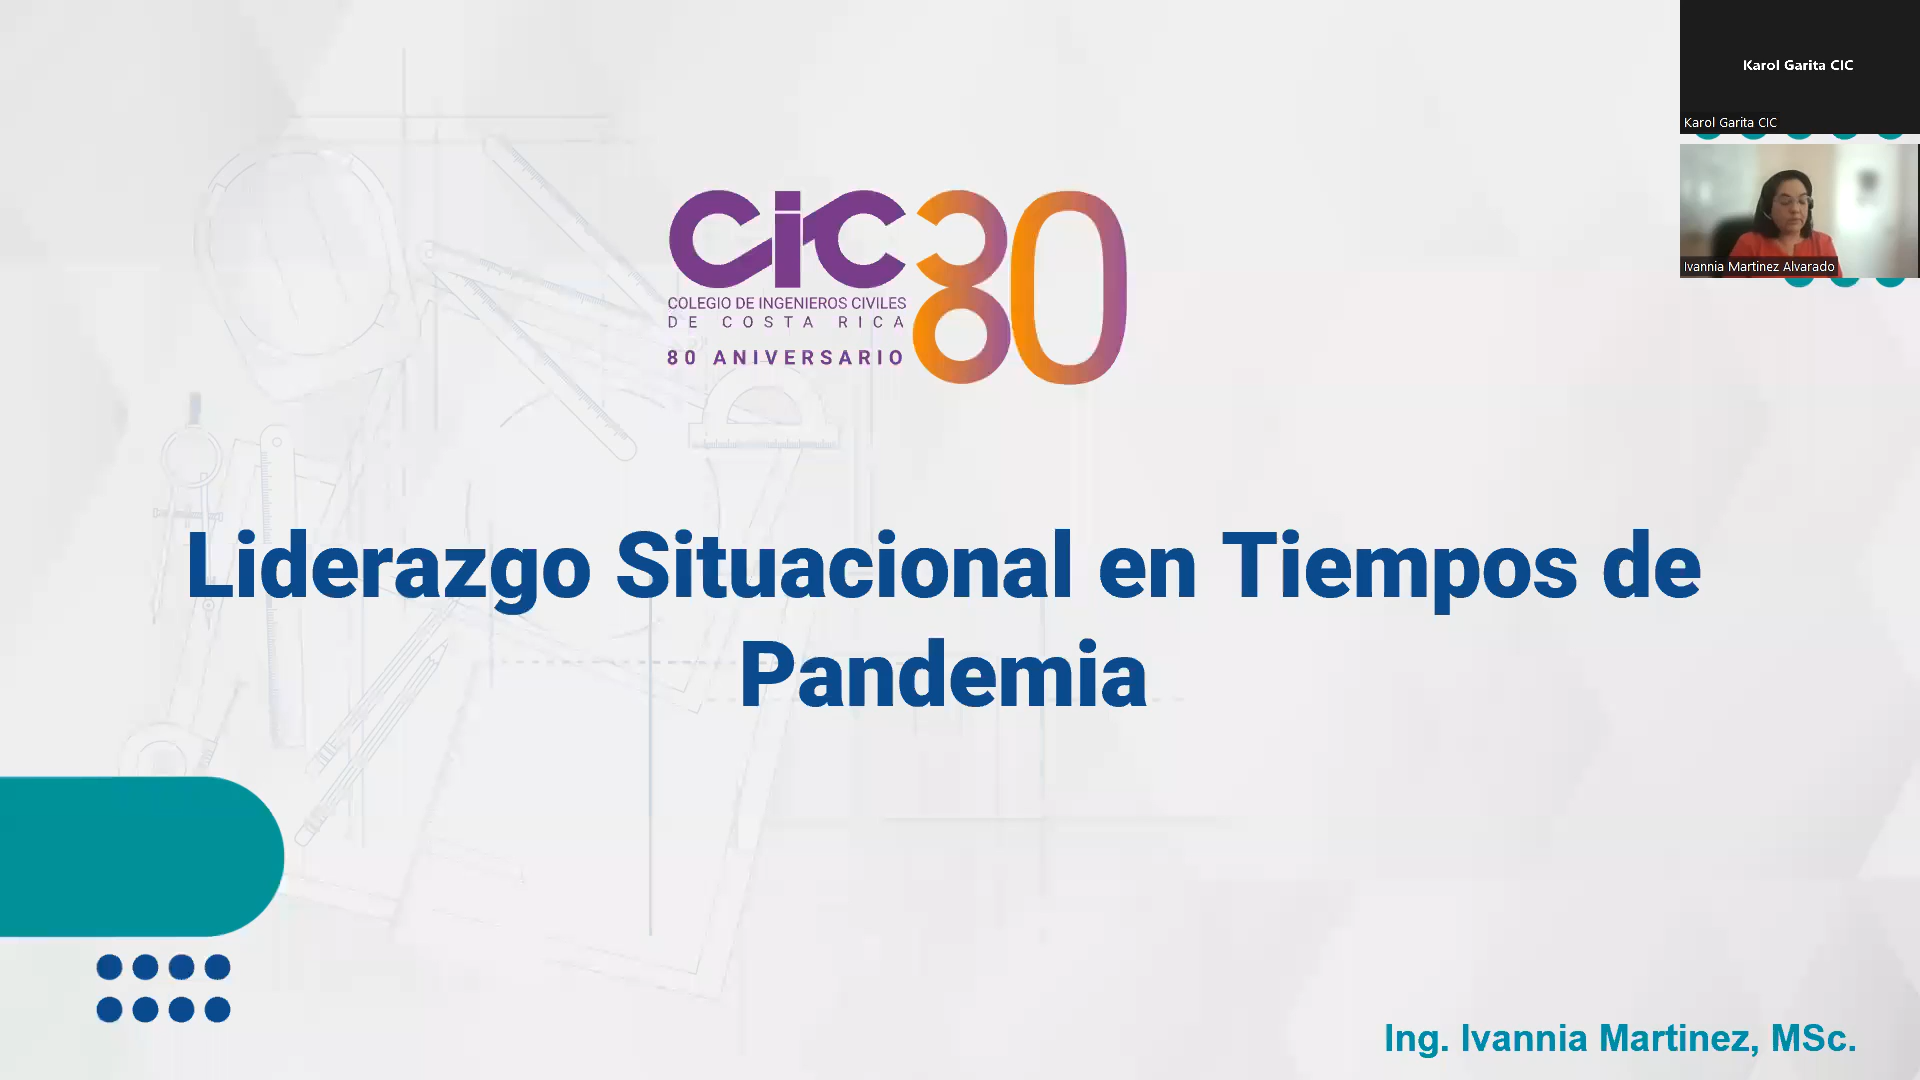 Karol Garita CIC
Karol Garita CIC
Ivannia Martinez Alvarado
CiC 80
COLEGIO DE INGENIEROS CIVILES
DE COSTA RICA
80 ANIVERSARIO
Liderazgo Situacional en Tiempos de
Pandemia
Ing. Ivannia Martinez, MSc.